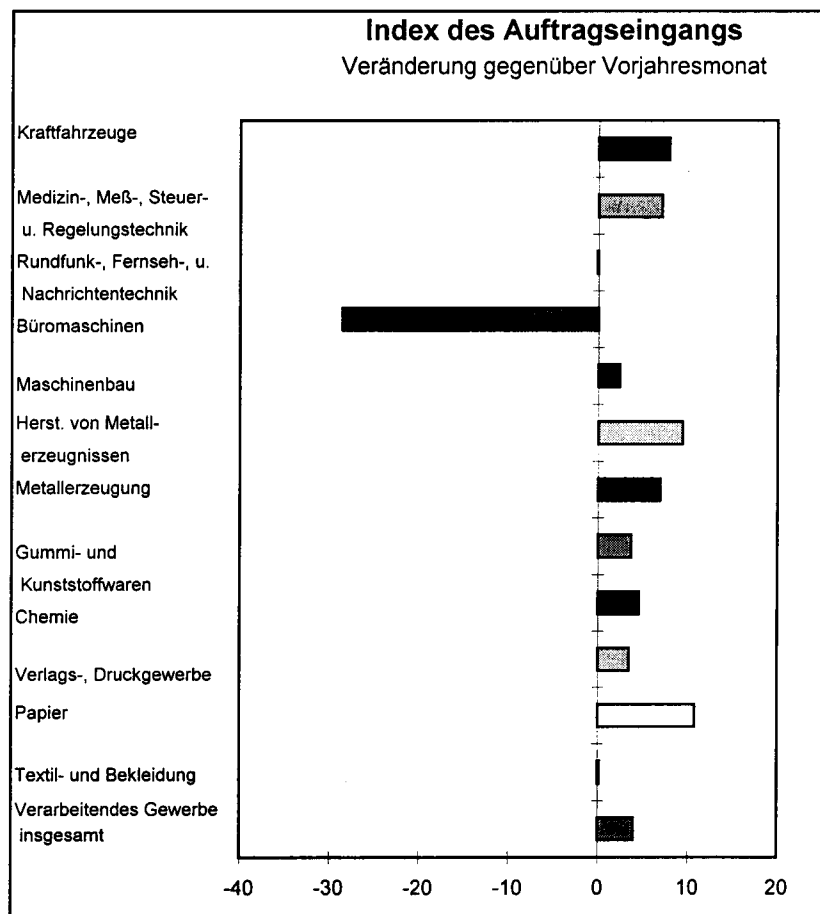 Index des Auftragseingangs
Veränderung gegenüber Vorjahresmonat
Kraftfahrzeuge
Medizin-, Meß-, Steuer-
u. Regelungstechnik
Rundfunk-, Fernseh-, u.
Nachrichtentechnik
Büromaschinen
Maschinenbau
Herst. von Metall-
erzeugnissen
Metallerzeugung
Gummi- und
Kunststoffwaren
Chemie
Verlags-, Druckgewerbe
Papier
Textil- und Bekleidung
Verarbeitendes Gewerbe
insgesamt
-40 -30 -20 -10 0 10 20